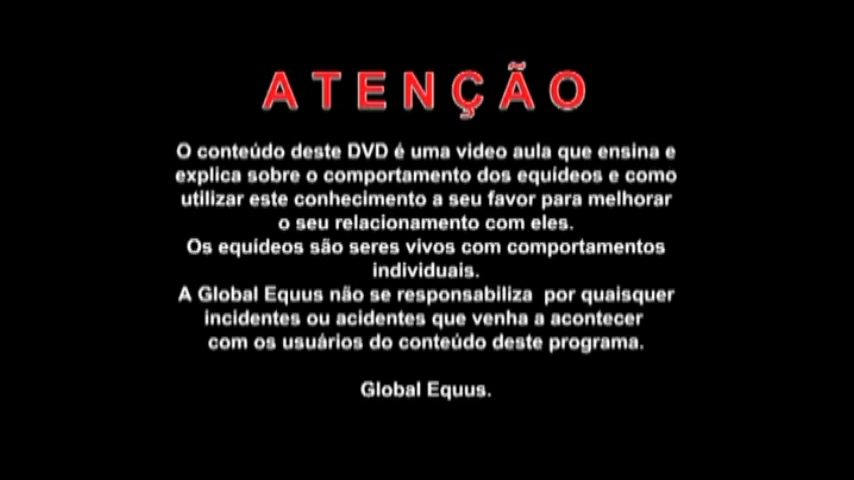 ATENÇÃO
O conteúdo deste DVD é uma video aula que ensina e
explica sobre o comportamento dos equídeos e como
utilizar este conhecimento a seu favor para melhorar
o seu relacionamento com eles.
Os equídeos são seres vivos com comportamentos
individuais.
A Global Equus não se responsabiliza por quaisquer
incidentes ou acidentes que venha a acontecer
com os usuários do conteúdo deste programa.
Global Equus.